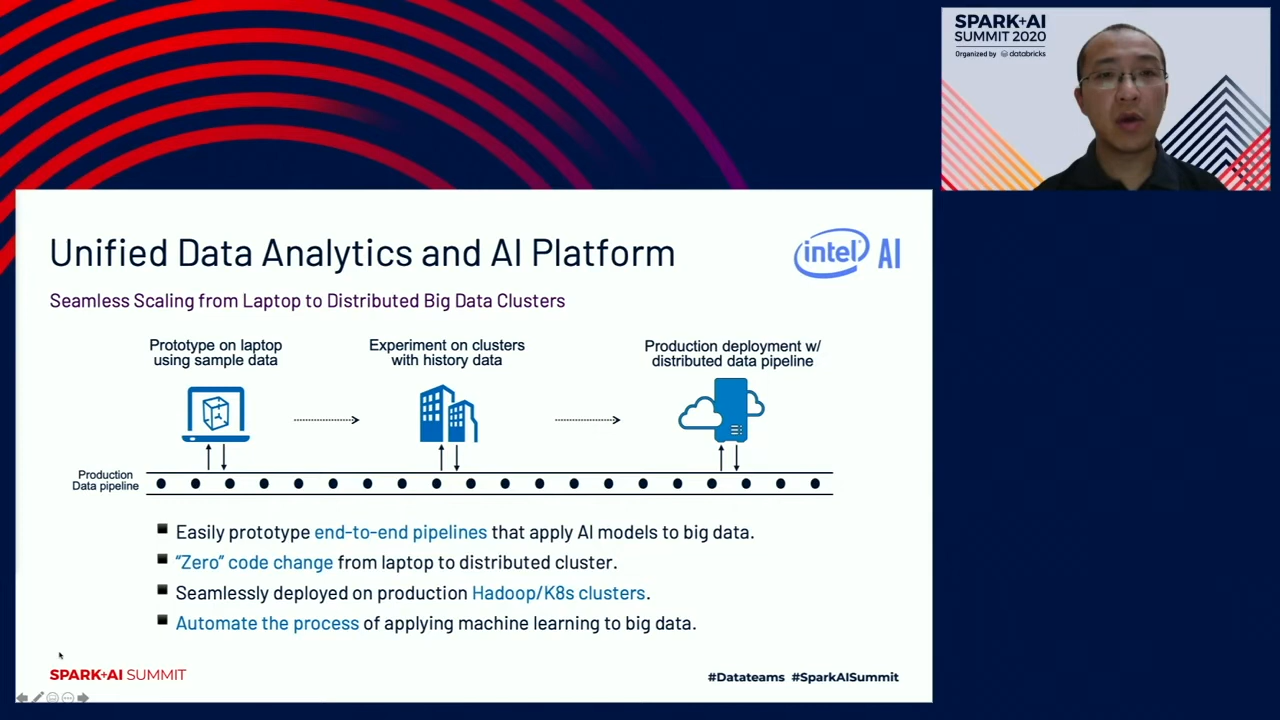 SPARK+AI
SUMMIT 2020
Organized by databricks
Unified Data Analytics and AI Platform
intel AI
Seamless Scaling from Laptop to Distributed Big Data Clusters
Prototype on laptop
using sample data
Experiment on clusters
with history data
Production deployment w/
distributed data pipeline
Production
Data pipeline
Easily prototype end-to-end pipelines that apply AI models to big data.
“Zero” code change from laptop to distributed cluster.
Seamlessly deployed on production Hadoop/K8s clusters.
Automate the process of applying machine learning to big data.
SPARK+AI SUMMIT
#Datateams #SparkAISummit